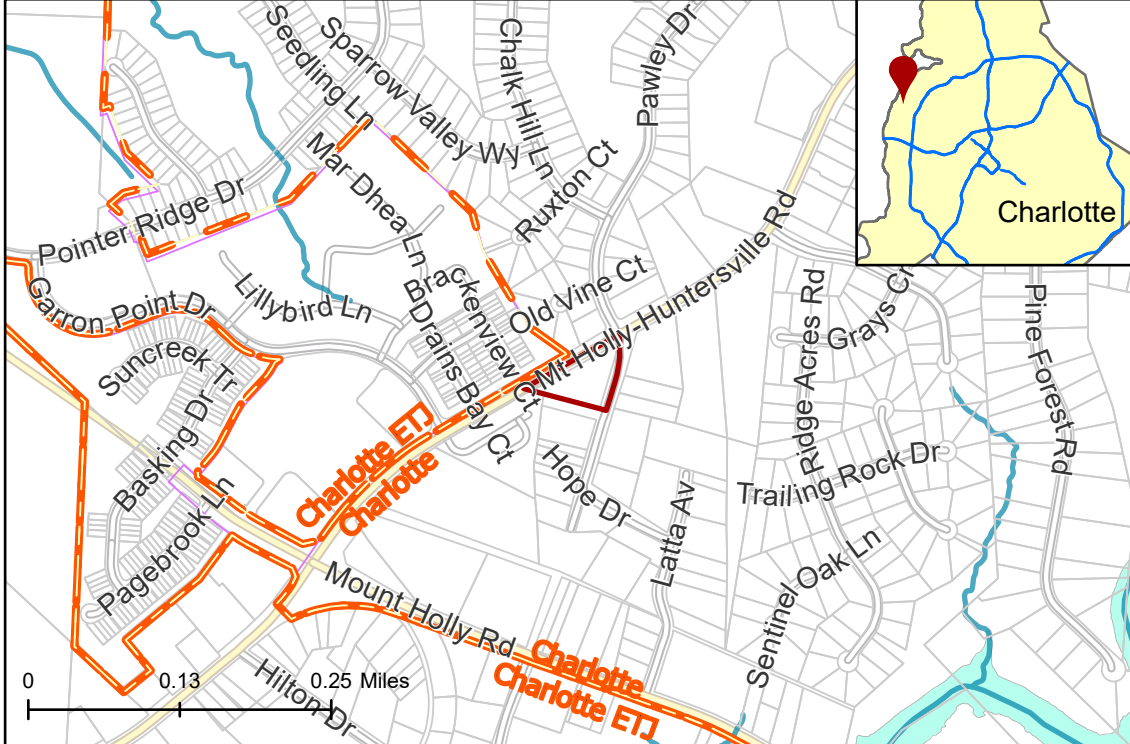 Seedling Ln
Sparrow Valley Wy
Chalk Hill Ln
Pawley Dr
Charlotte
Mar Dhea Ln
Ruxton Ct
Pointer Ridge Dr
Mt Holly-Huntersville Rd
Garron Point Dr
Lillybird Ln
Brackenview Ct
Old Vine Ct
Drains Bay Ct
Ridge Acres Rd
Grays Cr
Pine Forest Rd
Suncreek Tr
Basking Dr
Charlotte ETJ
Charlotte
Hope Dr
Latta Av
Trailing Rock Dr
Pagebrook Ln
Sentinel Oak Ln
Mount Holly Rd
Charlotte
Charlotte ETJ
Hilton Dr
0 0.13 0.25 Miles